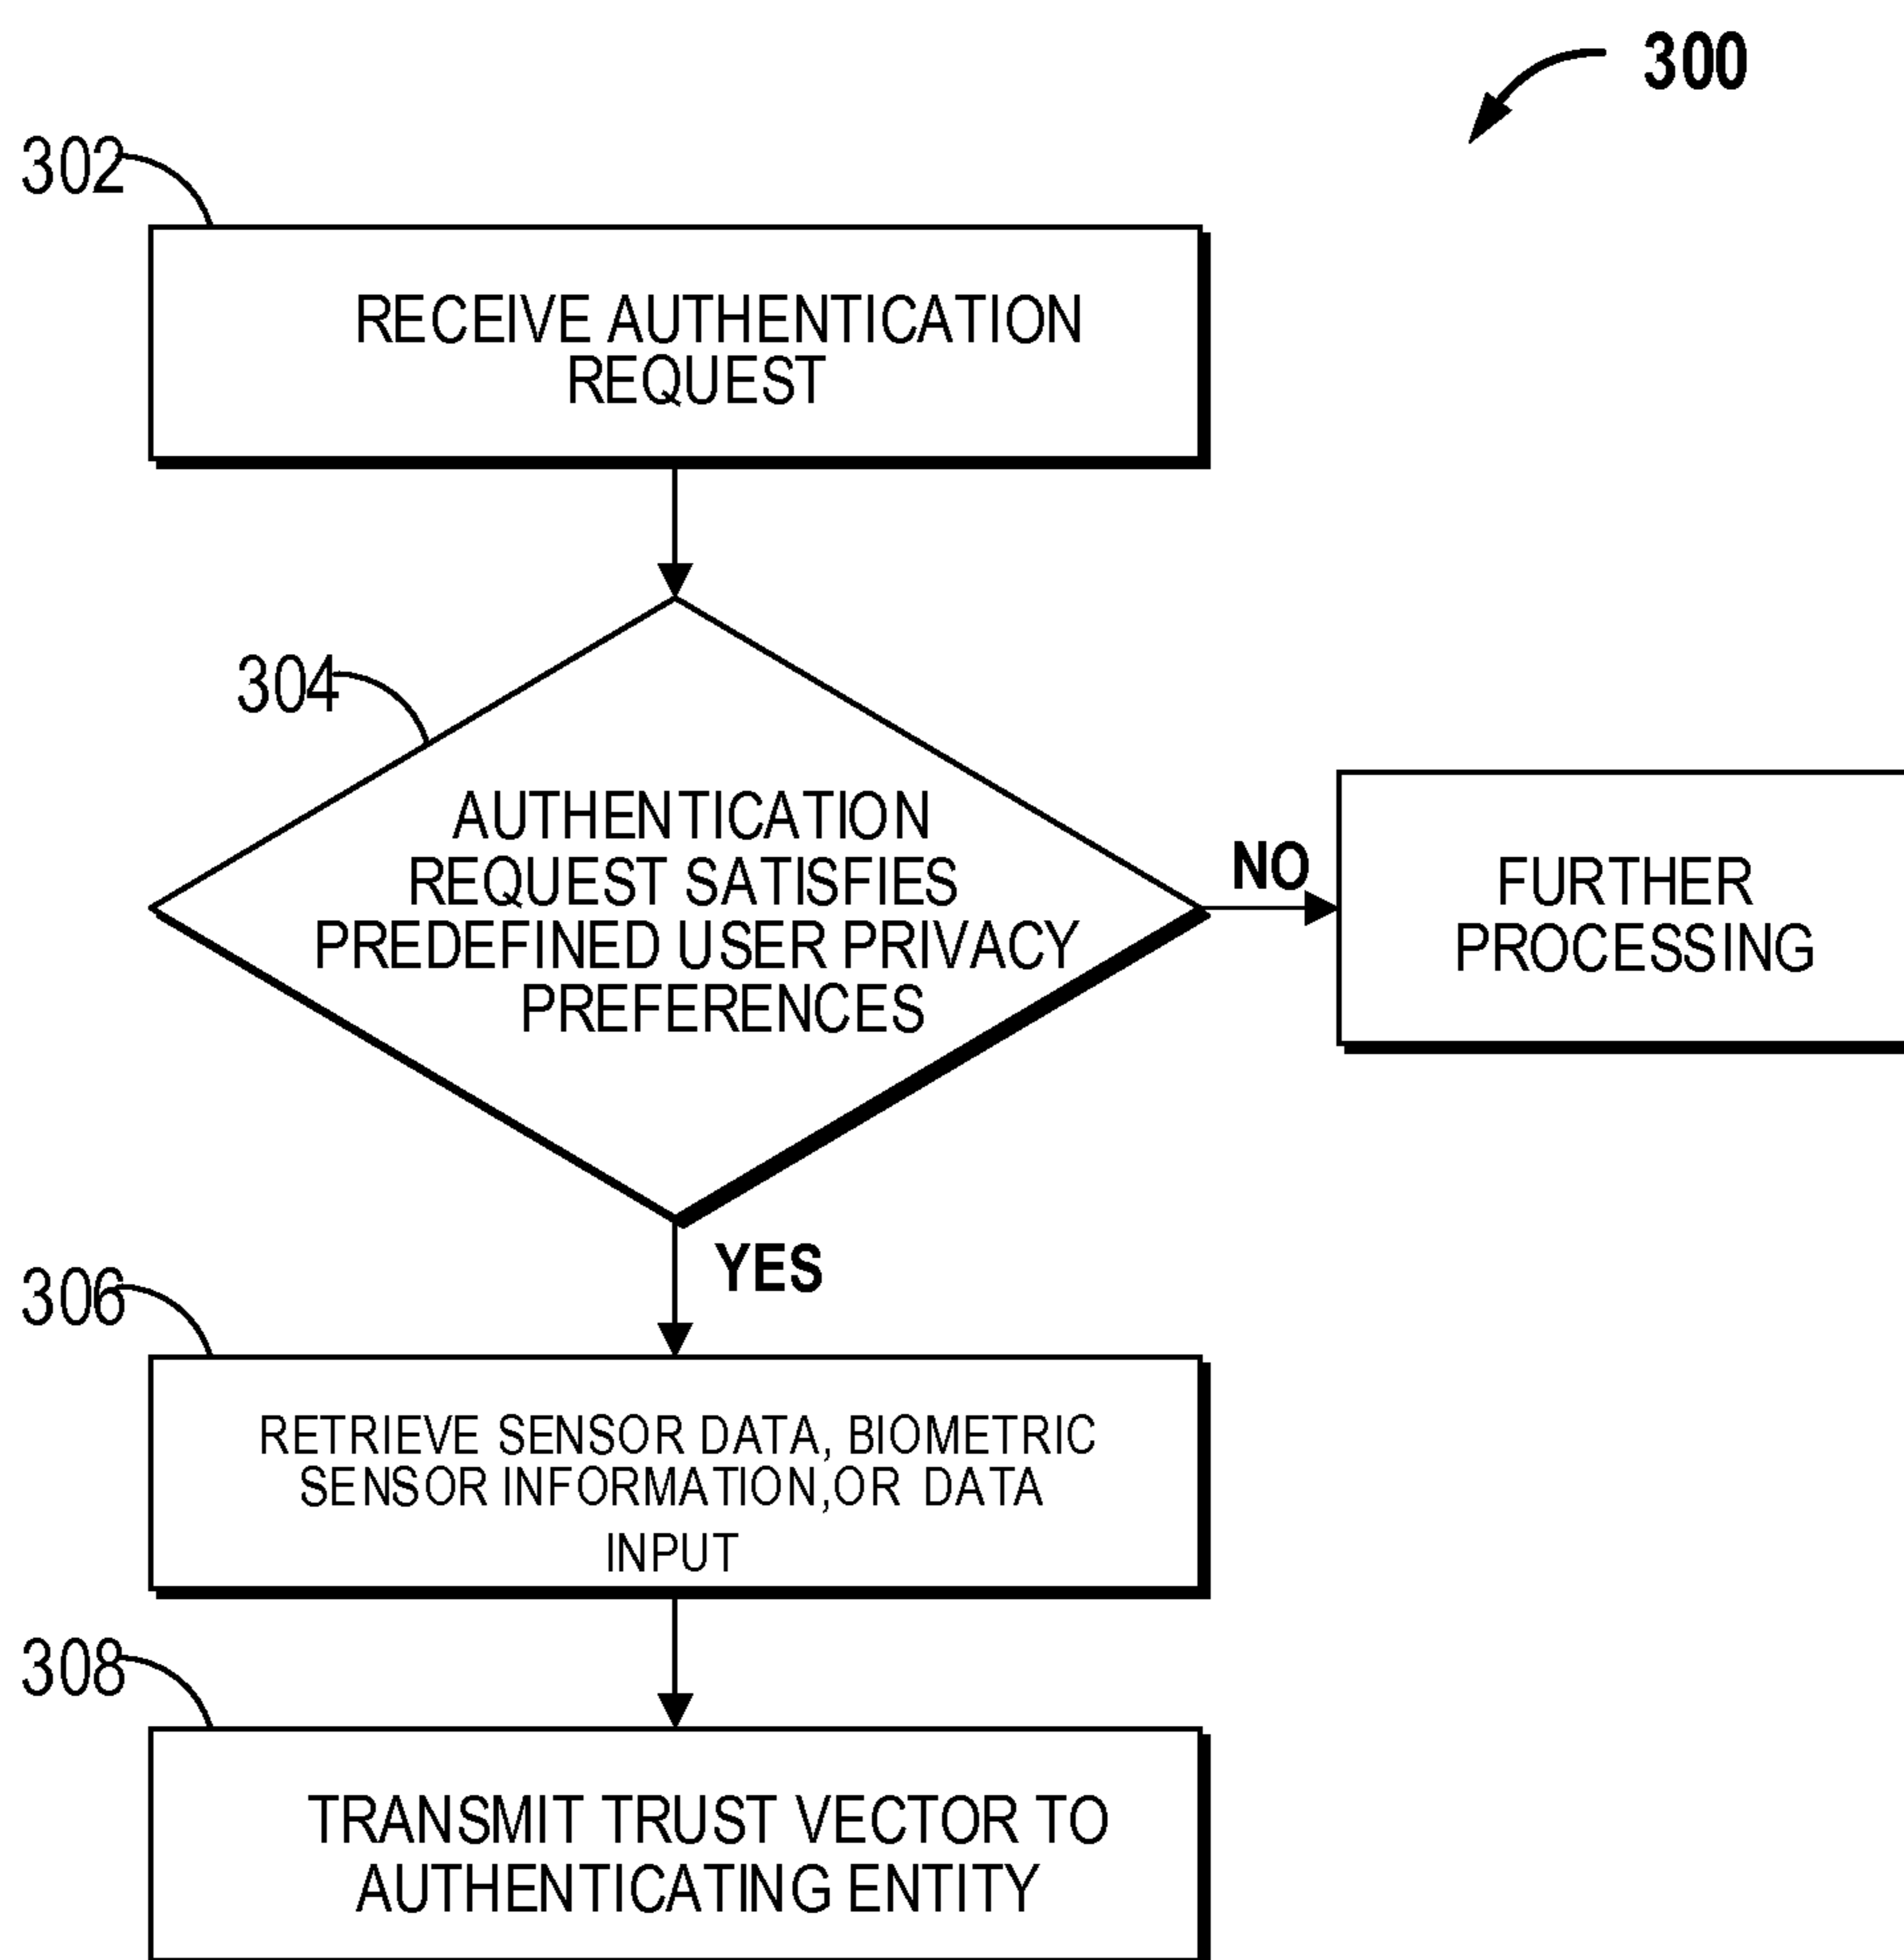 300
302
RECEIVE AUTHENTICATION
REQUEST
304
AUTHENTICATION
REQUEST SATISFIES
PREDEFINED USER PRIVACY
PREFERENCES
NO
FURTHER
PROCESSING
YES
306
RETRIEVE SENSOR DATA, BIOMETRIC
SENSOR INFORMATION,OR DATA
INPUT
308
TRANSMIT TRUST VECTOR TO
AUTHENTICATING ENTITY